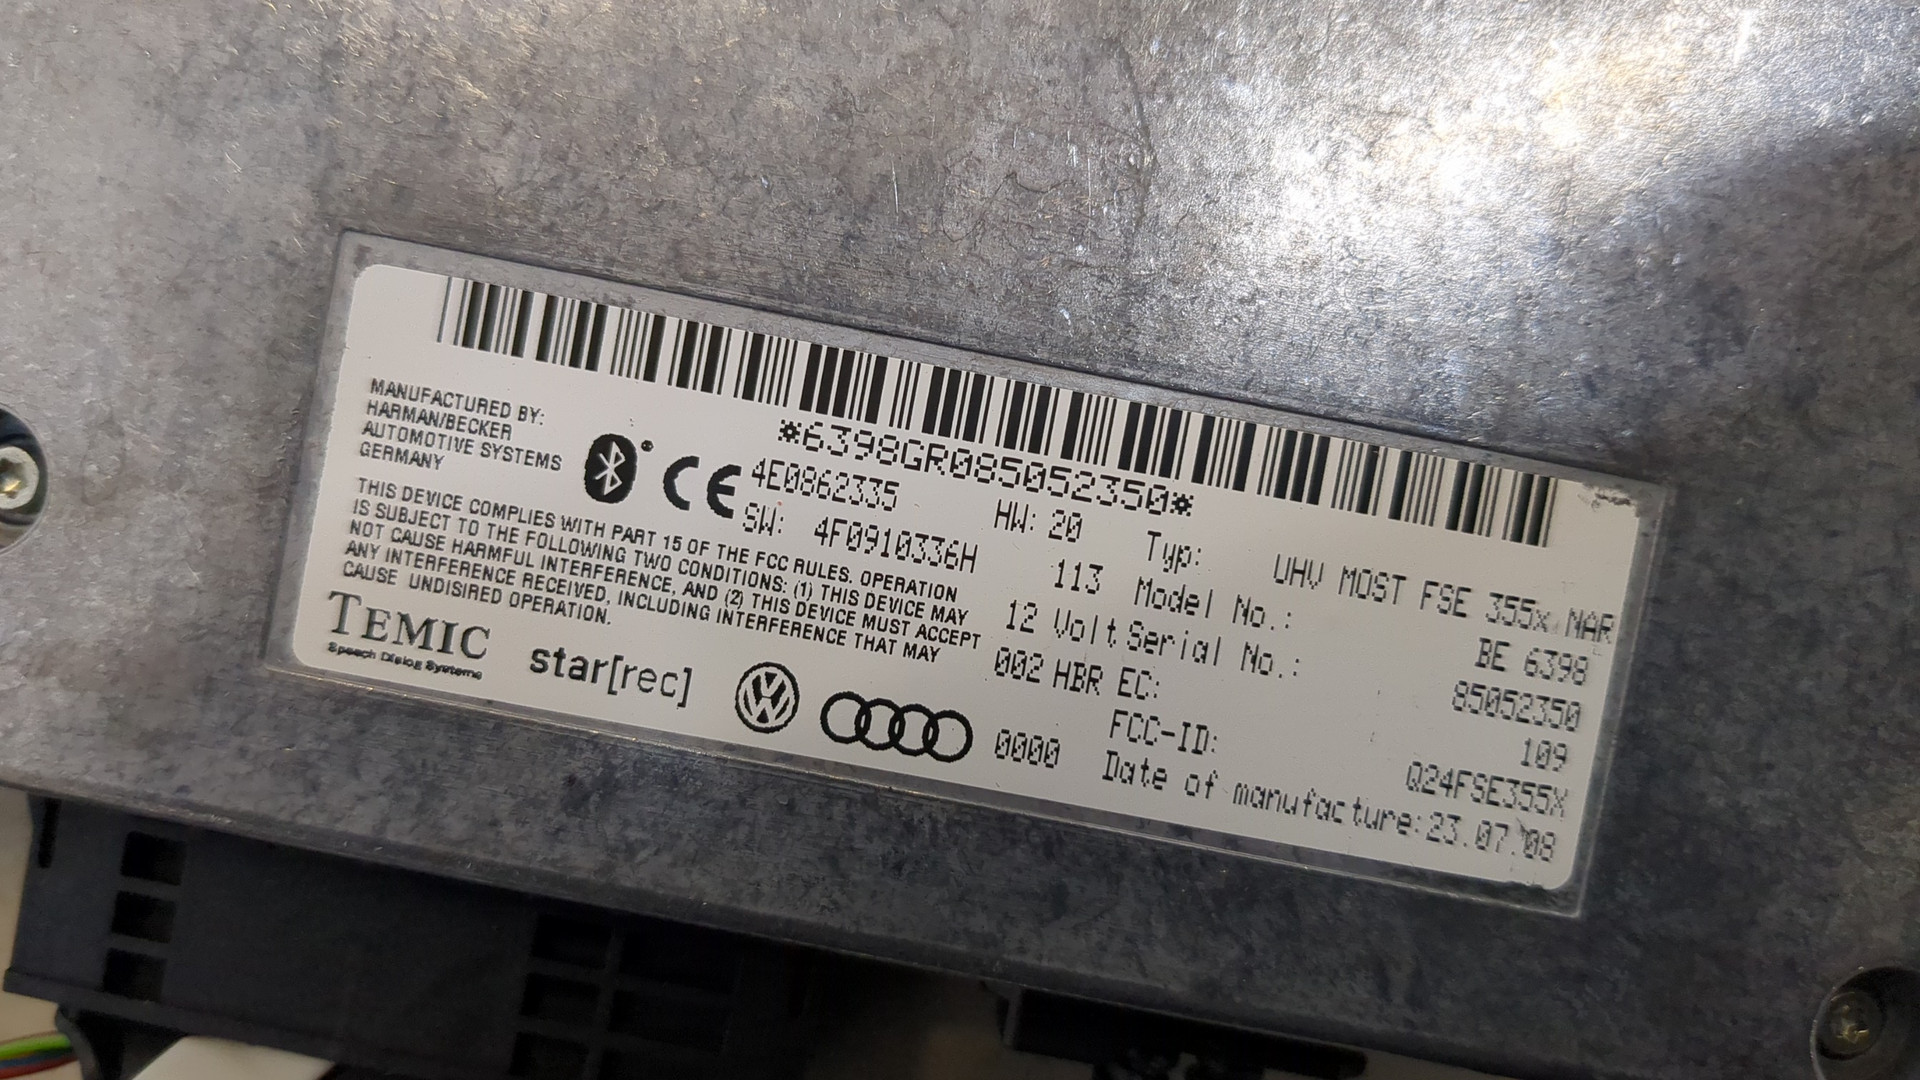 *6398GR085052350*
MANUFACTURED BY:
HARMAN/BECKER
AUTOMOTIVE SYSTEMS
GERMANY
CE
4E0862335 HW: 20 Typ: UHV MOST FSE 355x NAR
SW: 4F0910336H 113 Model No.: BE 6398
12 Volt Serial No.: 85052350
002 HBR EC: 109
FCC-ID: Q24FSE355X
0000 Date of manufacture: 23.07.08
THIS DEVICE COMPLIES WITH PART 15 OF THE FCC RULES. OPERATION
IS SUBJECT TO THE FOLLOWING TWO CONDITIONS: (1) THIS DEVICE MAY
NOT CAUSE HARMFUL INTERFERENCE, AND (2) THIS DEVICE MUST ACCEPT
ANY INTERFERENCE RECEIVED, INCLUDING INTERFERENCE THAT MAY
CAUSE UNDISIRED OPERATION.
TEMIC
Speech Dialog Systems
star[rec]